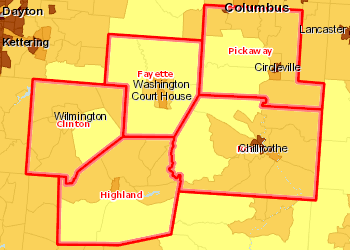 Columbus
Dayton
Lancaster
Kettering
Pickaway
Circleville
Fayette
Washington
Court House
Wilmington
Clinton
Chillicothe
Highland